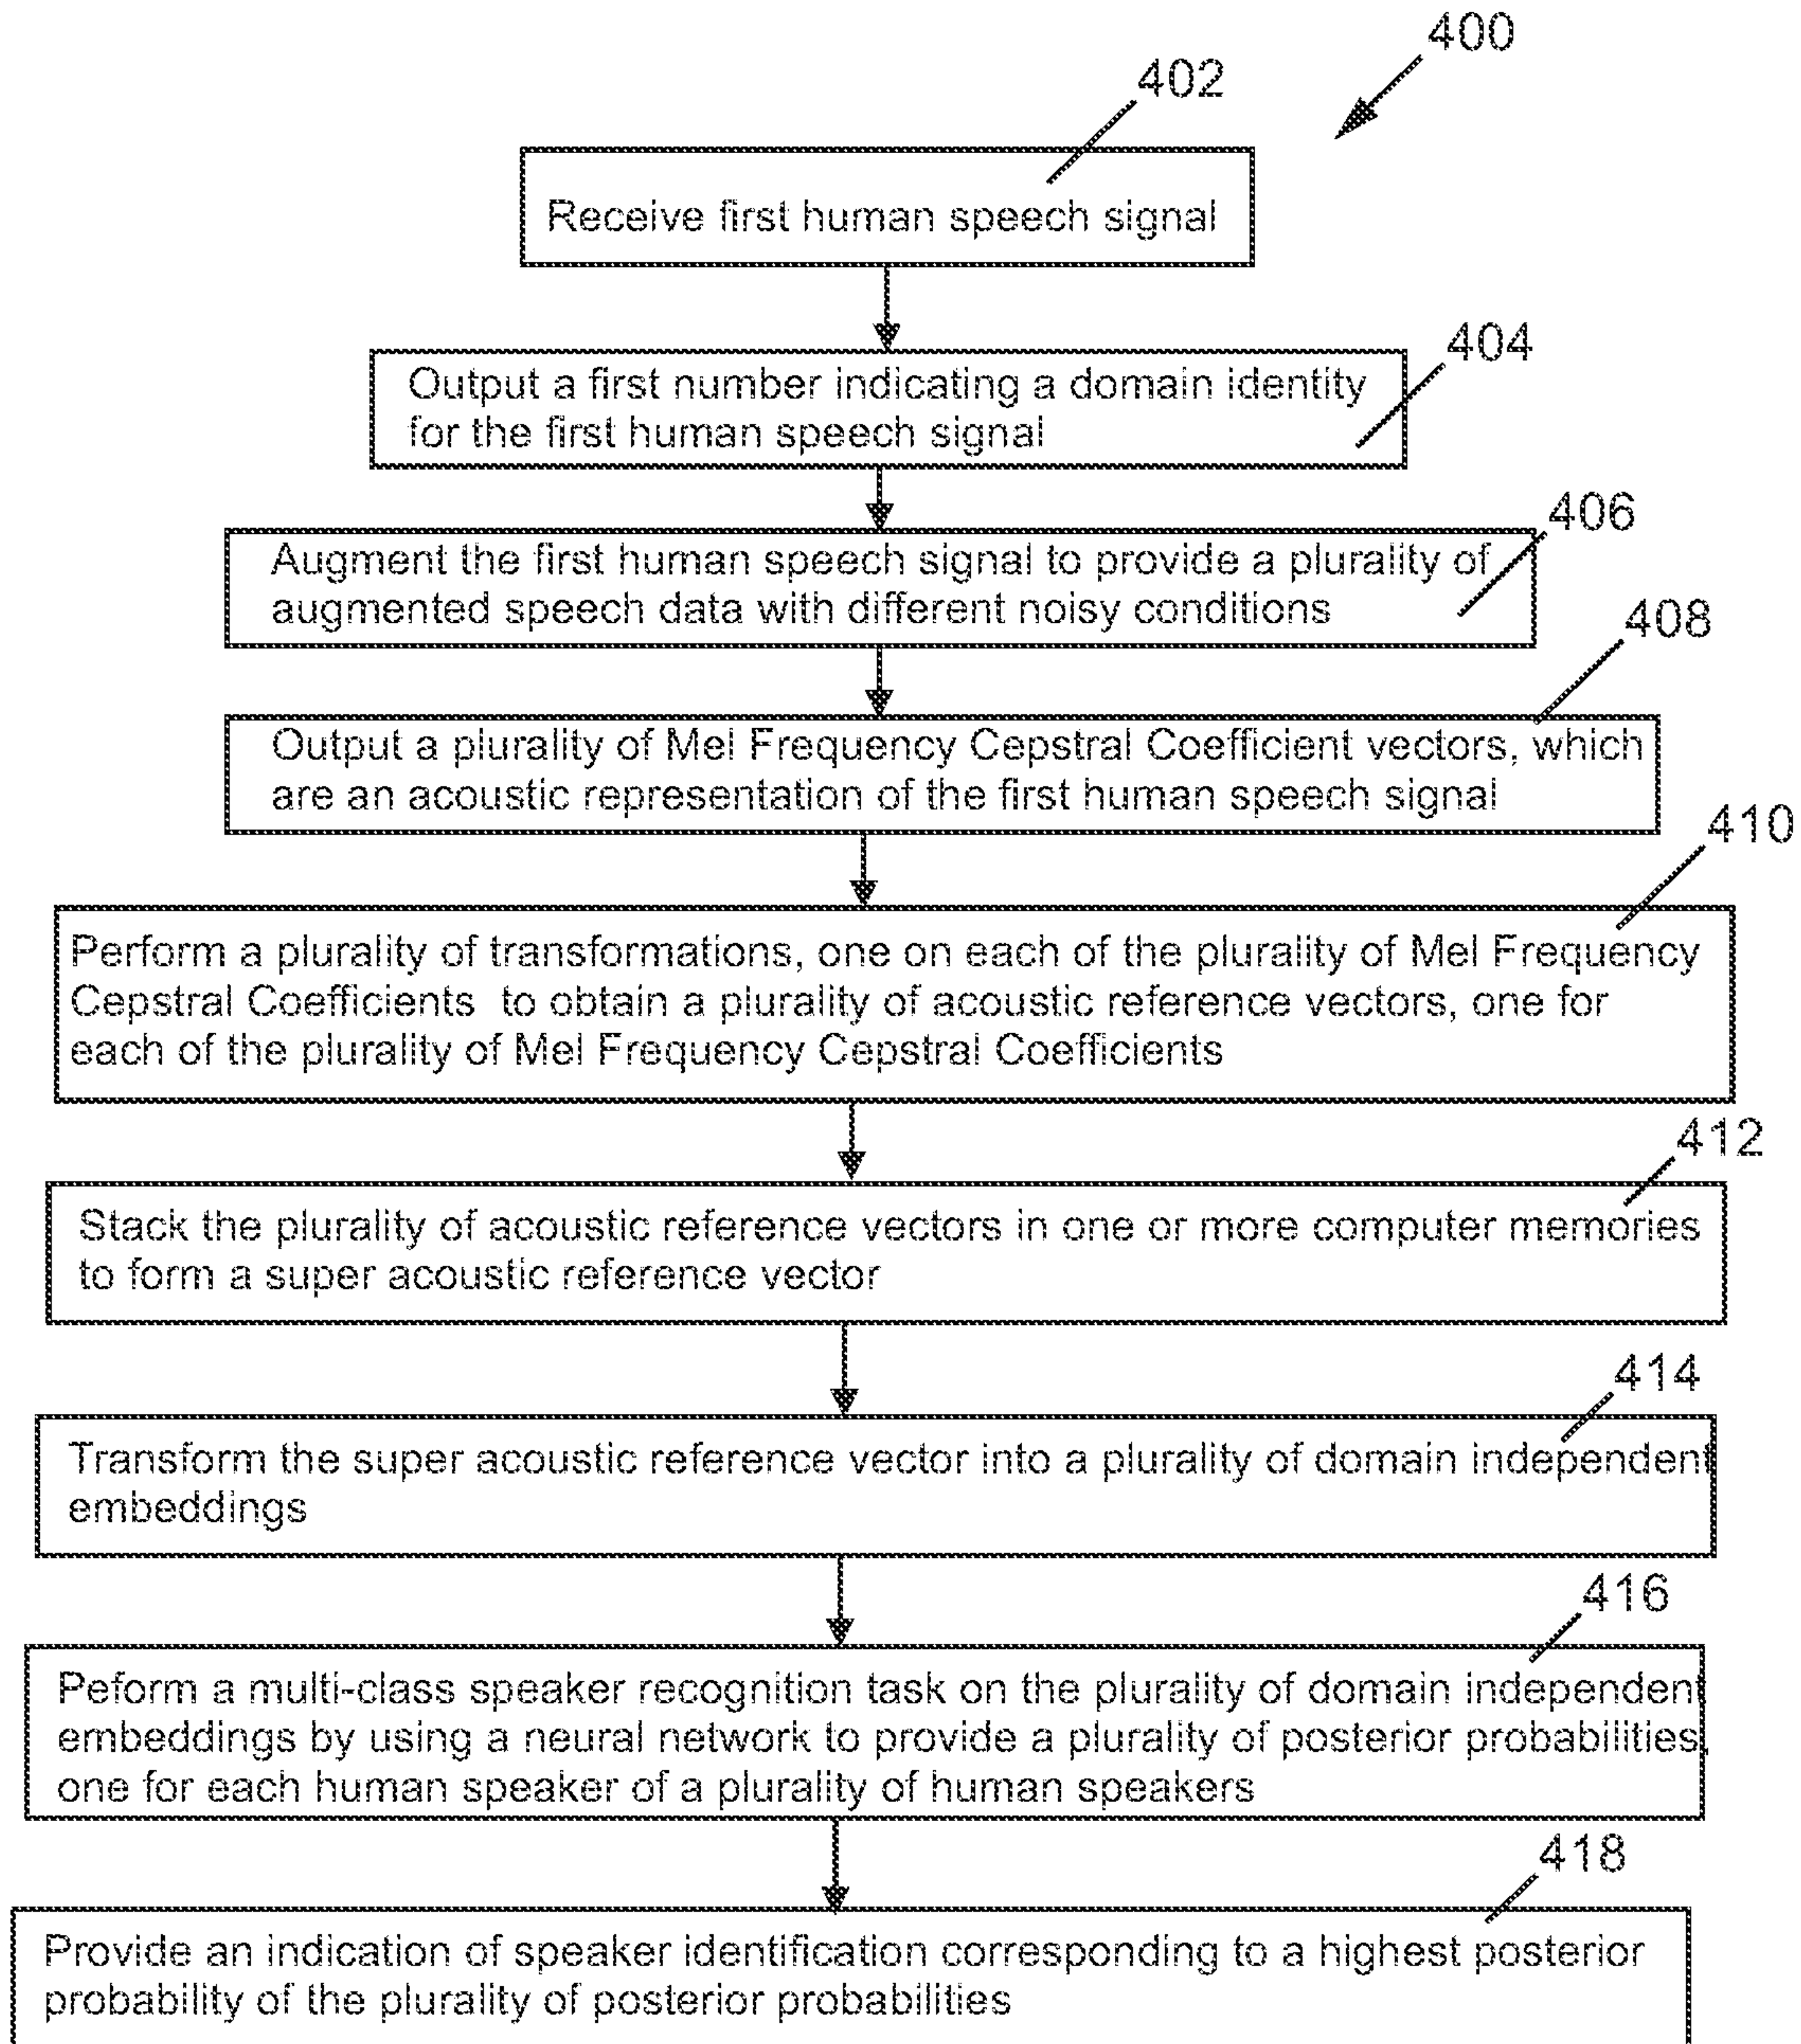 400
402
Receive first human speech signal
404
Output a first number indicating a domain identity
for the first human speech signal
406
Augment the first human speech signal to provide a plurality of
augmented speech data with different noisy conditions
408
Output a plurality of Mel Frequency Cepstral Coefficient vectors, which
are an acoustic representation of the first human speech signal
410
Perform a plurality of transformations, one on each of the plurality of Mel Frequency
Cepstral Coefficients to obtain a plurality of acoustic reference vectors, one for
each of the plurality of Mel Frequency Cepstral Coefficients
412
Stack the plurality of acoustic reference vectors in one or more computer memories
to form a super acoustic reference vector
414
Transform the super acoustic reference vector into a plurality of domain independent
embeddings
416
Peform a multi-class speaker recognition task on the plurality of domain independent
embeddings by using a neural network to provide a plurality of posterior probabilities,
one for each human speaker of a plurality of human speakers
418
Provide an indication of speaker identification corresponding to a highest posterior
probability of the plurality of posterior probabilities